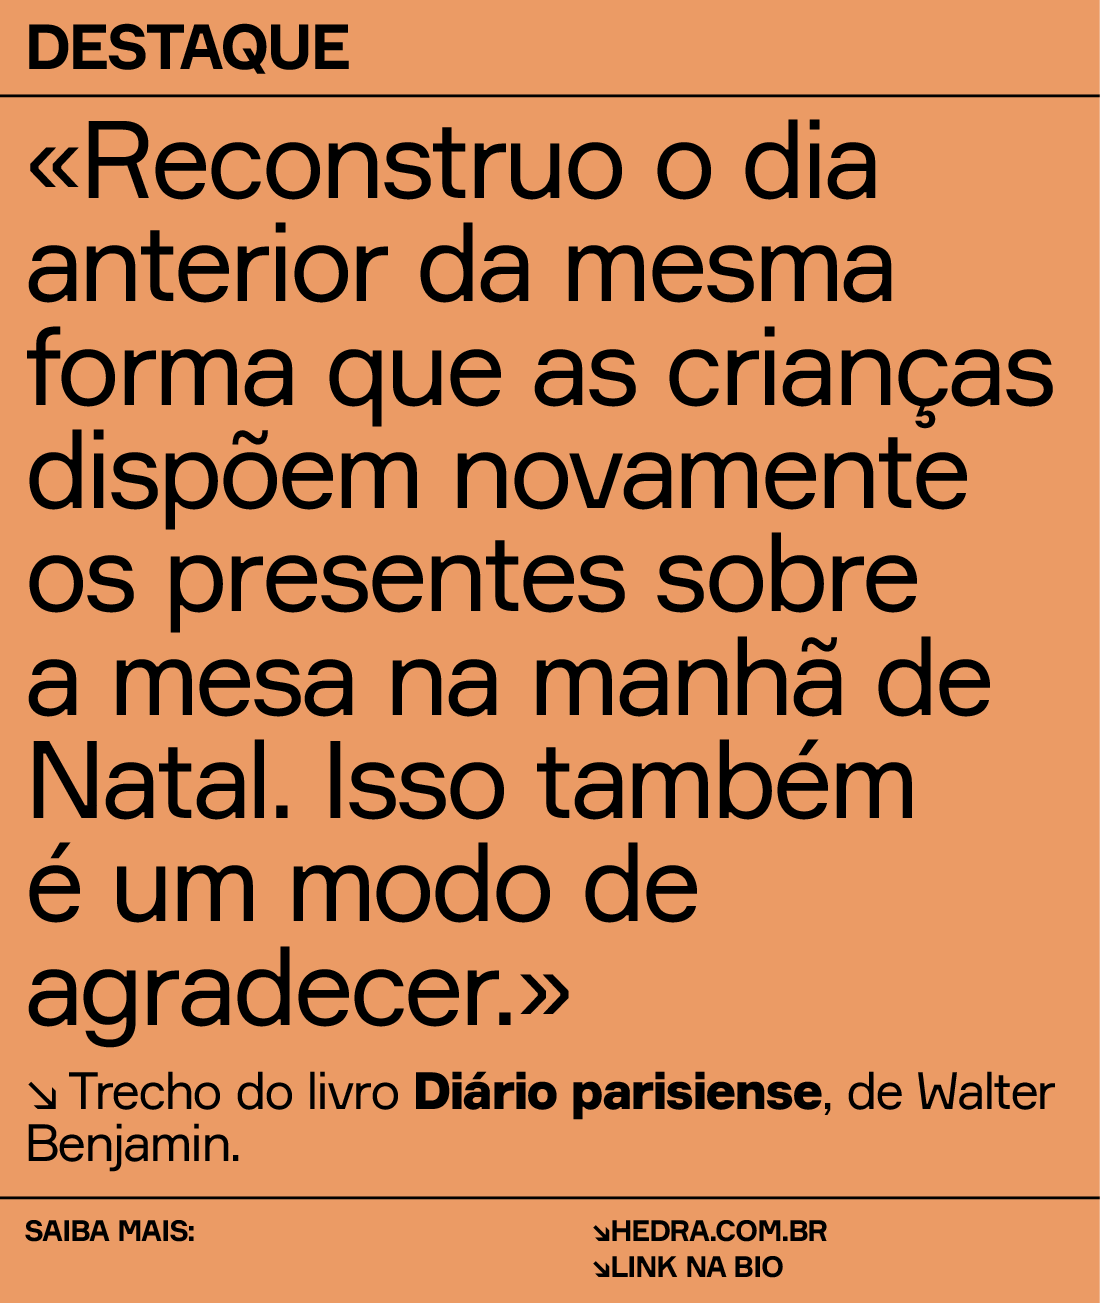 DESTAQUE
«Reconstruo o dia
anterior da mesma
forma que as crianças
dispõem novamente
os presentes sobre
a mesa na manhã de
Natal. Isso também
é um modo de
agradecer.»
↘ Trecho do livro Diário parisiense, de Walter
Benjamin.
SAIBA MAIS:
↘HEDRA.COM.BR
↘LINK NA BIO